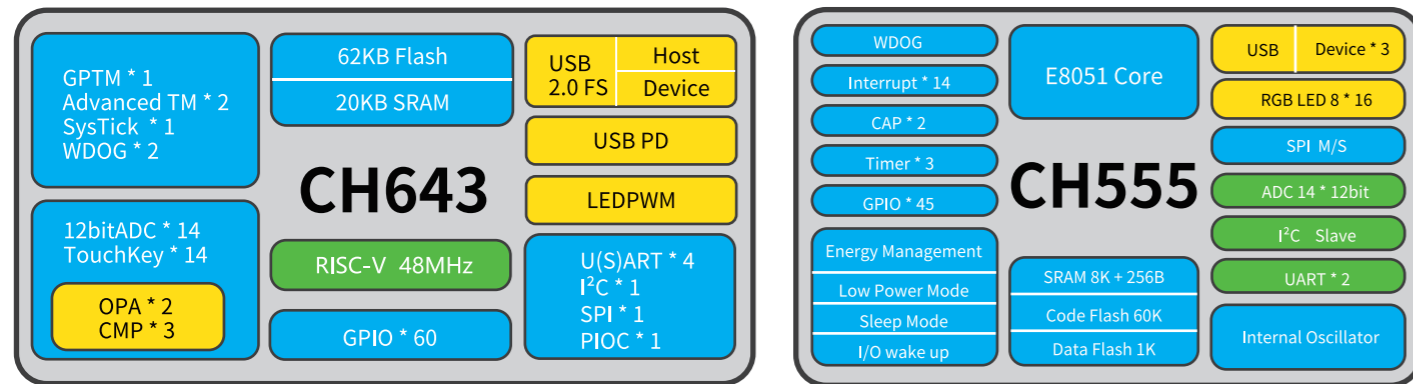 GPTM * 1
Advanced TM * 2
SysTick * 1
WDOG * 2
12bitADC * 14
TouchKey * 14
OPA * 2
CMP * 3
62KB Flash
20KB SRAM
CH643
RISC-V 48MHz
GPIO * 60
USB
2.0 FS
Host
Device
USB PD
LEDPWM
U(S)ART * 4
I²C * 1
SPI * 1
PIOC * 1
WDOG
Interrupt * 14
CAP * 2
Timer * 3
GPIO * 45
Energy Management
Low Power Mode
Sleep Mode
I/O wake up
E8051 Core
CH555
SRAM 8K + 256B
Code Flash 60K
Data Flash 1K
USB
Device * 3
RGB LED 8 * 16
SPI M/S
ADC 14 * 12bit
I²C Slave
UART * 2
Internal Oscillator